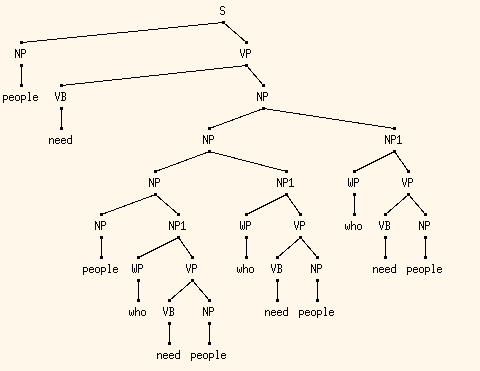 S
NP VP
people VB NP
need NP NP1
NP NP1 WP VP
NP NP1 WP VP who VB NP
people WP VP who VB NP need people
who VB NP need people
need people